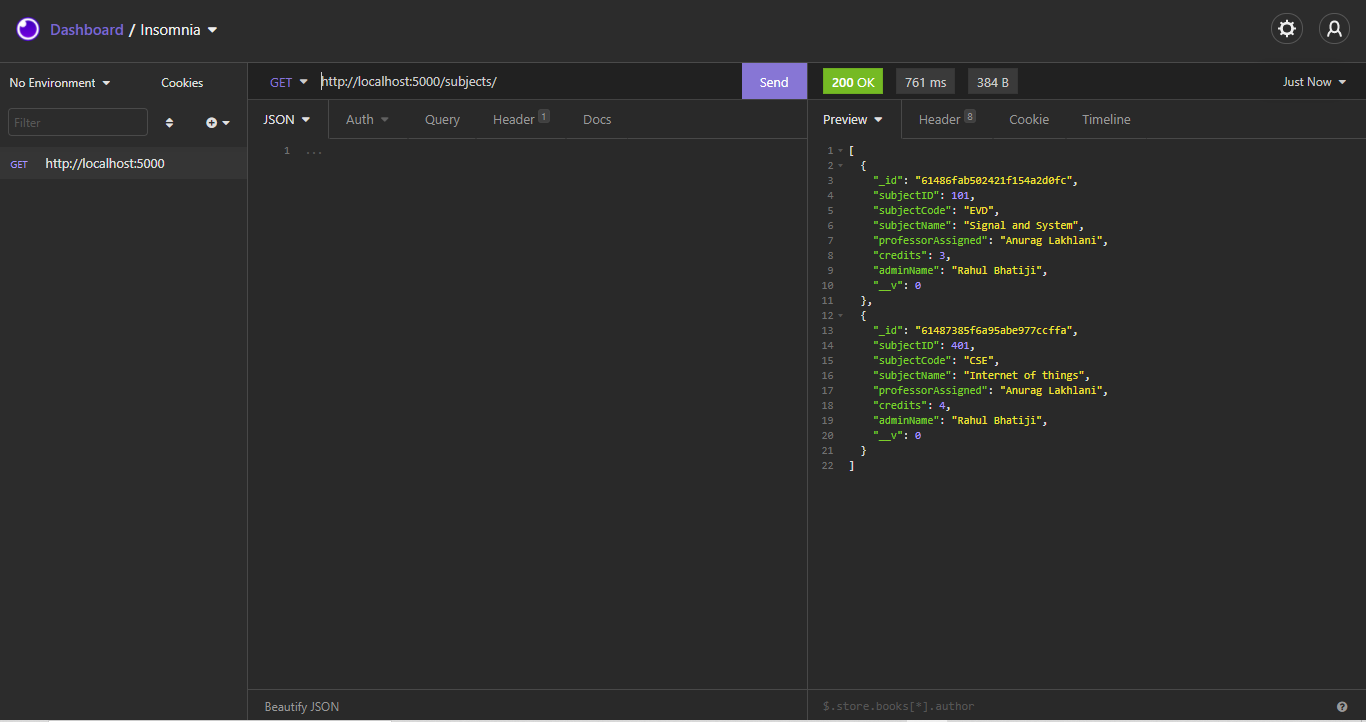 Dashboard / Insomnia
No Environment Cookies
GET http://localhost:5000/subjects/ Send
200 OK 761 ms 384 B Just Now
Filter
JSON Auth Query Header 1 Docs
Preview Header 8 Cookie Timeline
GET http://localhost:5000
1 ...
1 [
2 {
3 "_id": "61486fab502421f154a2d0fc",
4 "subjectID": 101,
5 "subjectCode": "EVD",
6 "subjectName": "Signal and System",
7 "professorAssigned": "Anurag Lakhlani",
8 "credits": 3,
9 "adminName": "Rahul Bhatiji",
10 "__v": 0
11 },
12 {
13 "_id": "61487385f6a95abe977ccffa",
14 "subjectID": 401,
15 "subjectCode": "CSE",
16 "subjectName": "Internet of things",
17 "professorAssigned": "Anurag Lakhlani",
18 "credits": 4,
19 "adminName": "Rahul Bhatiji",
20 "__v": 0
21 }
22 ]
Beautify JSON
$.store.books[*].author